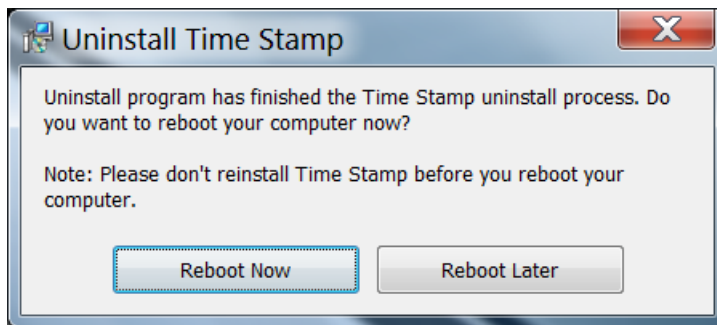 Uninstall Time Stamp
Uninstall program has finished the Time Stamp uninstall process. Do
you want to reboot your computer now?
Note: Please don't reinstall Time Stamp before you reboot your
computer.
Reboot Now
Reboot Later